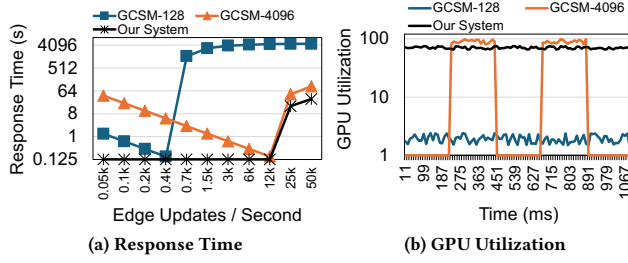 GCSM-128 GCSM-4096
Our System
Response Time (s)
4096
512
64
8
1
0.125
0.05k
0.1k
0.2k
0.4k
0.7k
1.5k
3k
6k
12k
25k
50k
Edge Updates / Second
(a) Response Time
GCSM-128 GCSM-4096
Our System
GPU Utilization
100
10
1
11
99
187
275
363
451
539
627
715
803
891
979
1067
Time (ms)
(b) GPU Utilization